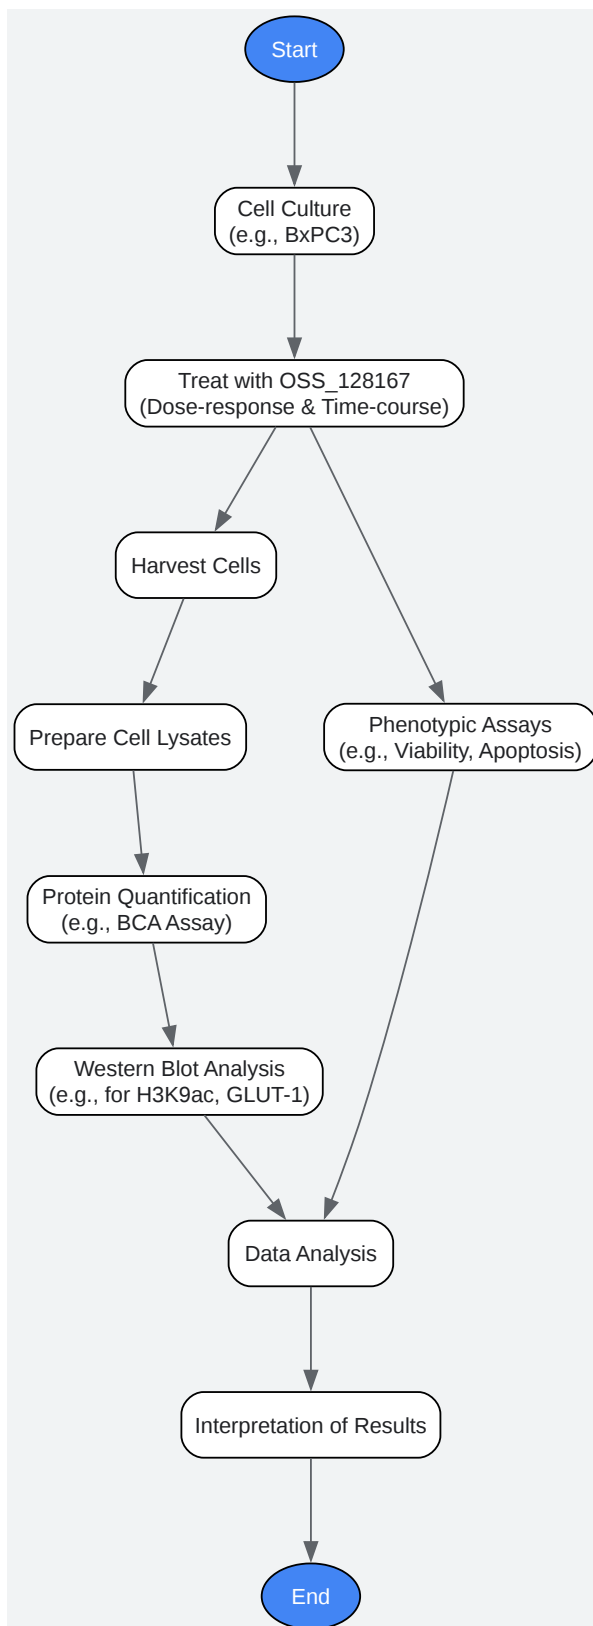 Start
Cell Culture
(e.g., BxPC3)
Treat with OSS_128167
(Dose-response & Time-course)
Harvest Cells
Prepare Cell Lysates
Phenotypic Assays
(e.g., Viability, Apoptosis)
Protein Quantification
(e.g., BCA Assay)
Western Blot Analysis
(e.g., for H3K9ac, GLUT-1)
Data Analysis
Interpretation of Results
End